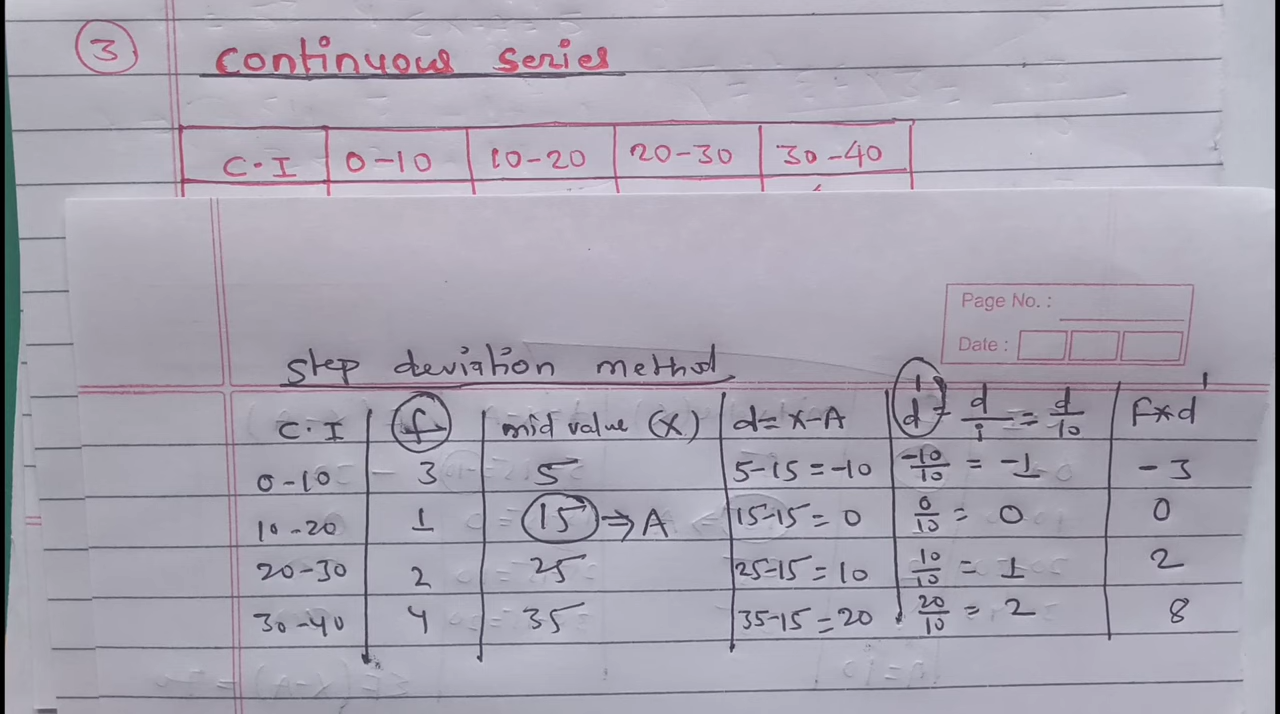 3 Continuous series
C.I 0-10 10-20 20-30 30-40
Page No. :
Date :
step deviation method
C.I f mid value (x) d=x-A d' = d/i = d/10 f*d'
0-10 3 5 5-15=-10 -10/10 = -1 -3
10-20 1 15 → A 15-15=0 0/10 = 0 0
20-30 2 25 25-15=10 10/10 = 1 2
30-40 4 35 35-15=20 20/10 = 2 8